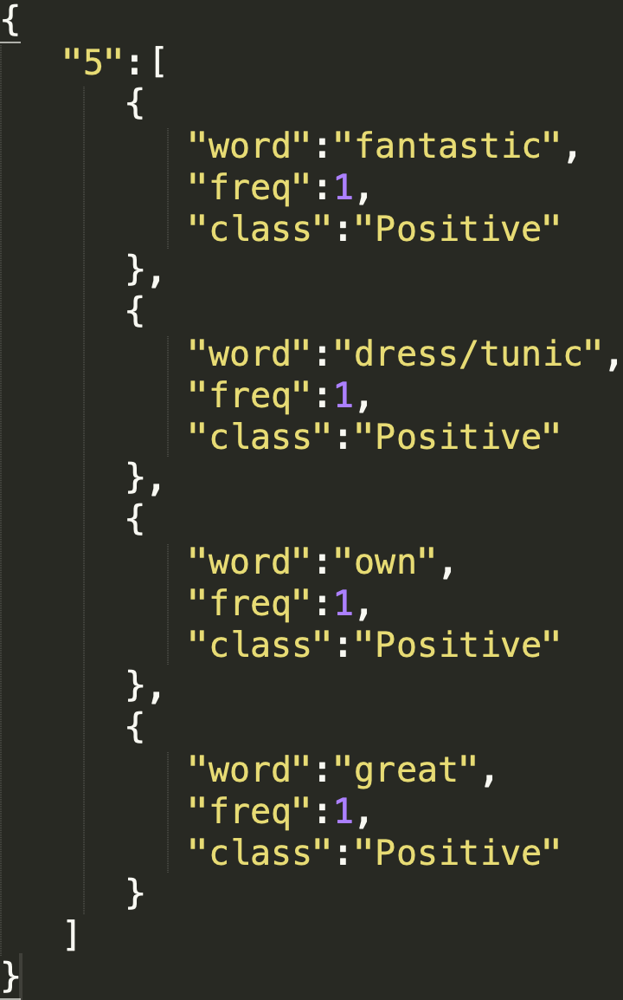 {
"5":[
{
"word":"fantastic",
"freq":1,
"class":"Positive"
},
{
"word":"dress/tunic",
"freq":1,
"class":"Positive"
},
{
"word":"own",
"freq":1,
"class":"Positive"
},
{
"word":"great",
"freq":1,
"class":"Positive"
}
]
}